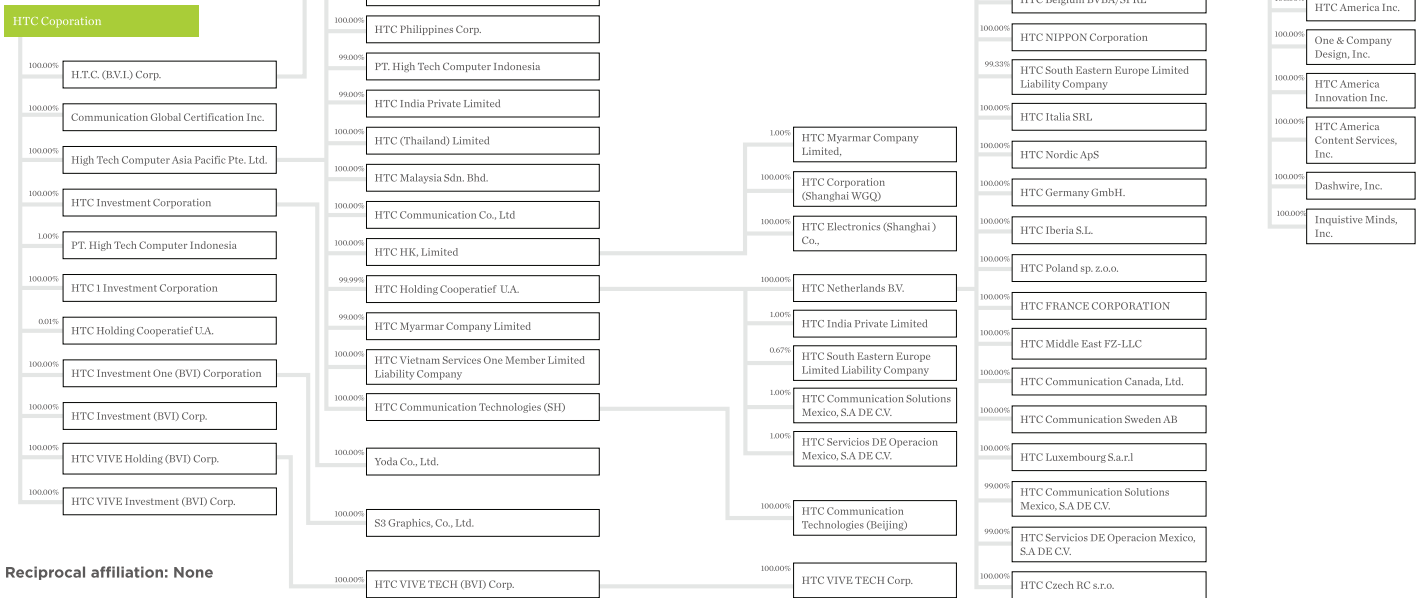 HTC Coporation
100.00%
H.T.C. (B.V.I.) Corp.
100.00%
Communication Global Certification Inc.
100.00%
High Tech Computer Asia Pacific Pte. Ltd.
100.00%
HTC Investment Corporation
1.00%
PT. High Tech Computer Indonesia
100.00%
HTC 1 Investment Corporation
0.01%
HTC Holding Cooperatief U.A.
100.00%
HTC Investment One (BVI) Corporation
100.00%
HTC Investment (BVI) Corp.
100.00%
HTC VIVE Holding (BVI) Corp.
100.00%
HTC VIVE Investment (BVI) Corp.
Reciprocal affiliation: None
100.00%
HTC Philippines Corp.
99.00%
PT. High Tech Computer Indonesia
99.00%
HTC India Private Limited
100.00%
HTC (Thailand) Limited
100.00%
HTC Malaysia Sdn. Bhd.
100.00%
HTC Communication Co., Ltd
100.00%
HTC HK, Limited
99.99%
HTC Holding Cooperatief U.A.
99.00%
HTC Myarmar Company Limited
100.00%
HTC Vietnam Services One Member Limited
Liability Company
100.00%
HTC Communication Technologies (SH)
100.00%
Yoda Co., Ltd.
100.00%
S3 Graphics, Co., Ltd.
100.00%
HTC VIVE TECH (BVI) Corp.
1.00%
HTC Myarmar Company
Limited,
100.00%
HTC Corporation
(Shanghai WGQ)
100.00%
HTC Electronics (Shanghai )
Co.,
100.00%
HTC Netherlands B.V.
1.00%
HTC India Private Limited
0.67%
HTC South Eastern Europe
Limited Liability Company
1.00%
HTC Communication Solutions
Mexico, S.A DE C.V.
1.00%
HTC Servicios DE Operacion
Mexico, S.A DE C.V.
100.00%
HTC Communication
Technologies (Beijing)
100.00%
HTC VIVE TECH Corp.
HTC Belgium BVBA/SPRL
100.00%
HTC NIPPON Corporation
99.33%
HTC South Eastern Europe Limited
Liability Company
100.00%
HTC Italia SRL
100.00%
HTC Nordic ApS
100.00%
HTC Germany GmbH.
100.00%
HTC Iberia S.L.
100.00%
HTC Poland sp. z.o.o.
100.00%
HTC FRANCE CORPORATION
100.00%
HTC Middle East FZ-LLC
100.00%
HTC Communication Canada, Ltd.
100.00%
HTC Communication Sweden AB
100.00%
HTC Luxembourg S.a.r.l
99.00%
HTC Communication Solutions
Mexico, S.A DE C.V.
99.00%
HTC Servicios DE Operacion Mexico,
S.A DE C.V.
100.00%
HTC Czech RC s.r.o.
HTC America Inc.
100.00%
One & Company
Design, Inc.
100.00%
HTC America
Innovation Inc.
100.00%
HTC America
Content Services,
Inc.
100.00%
Dashwire, Inc.
100.00%
Inquistive Minds,
Inc.